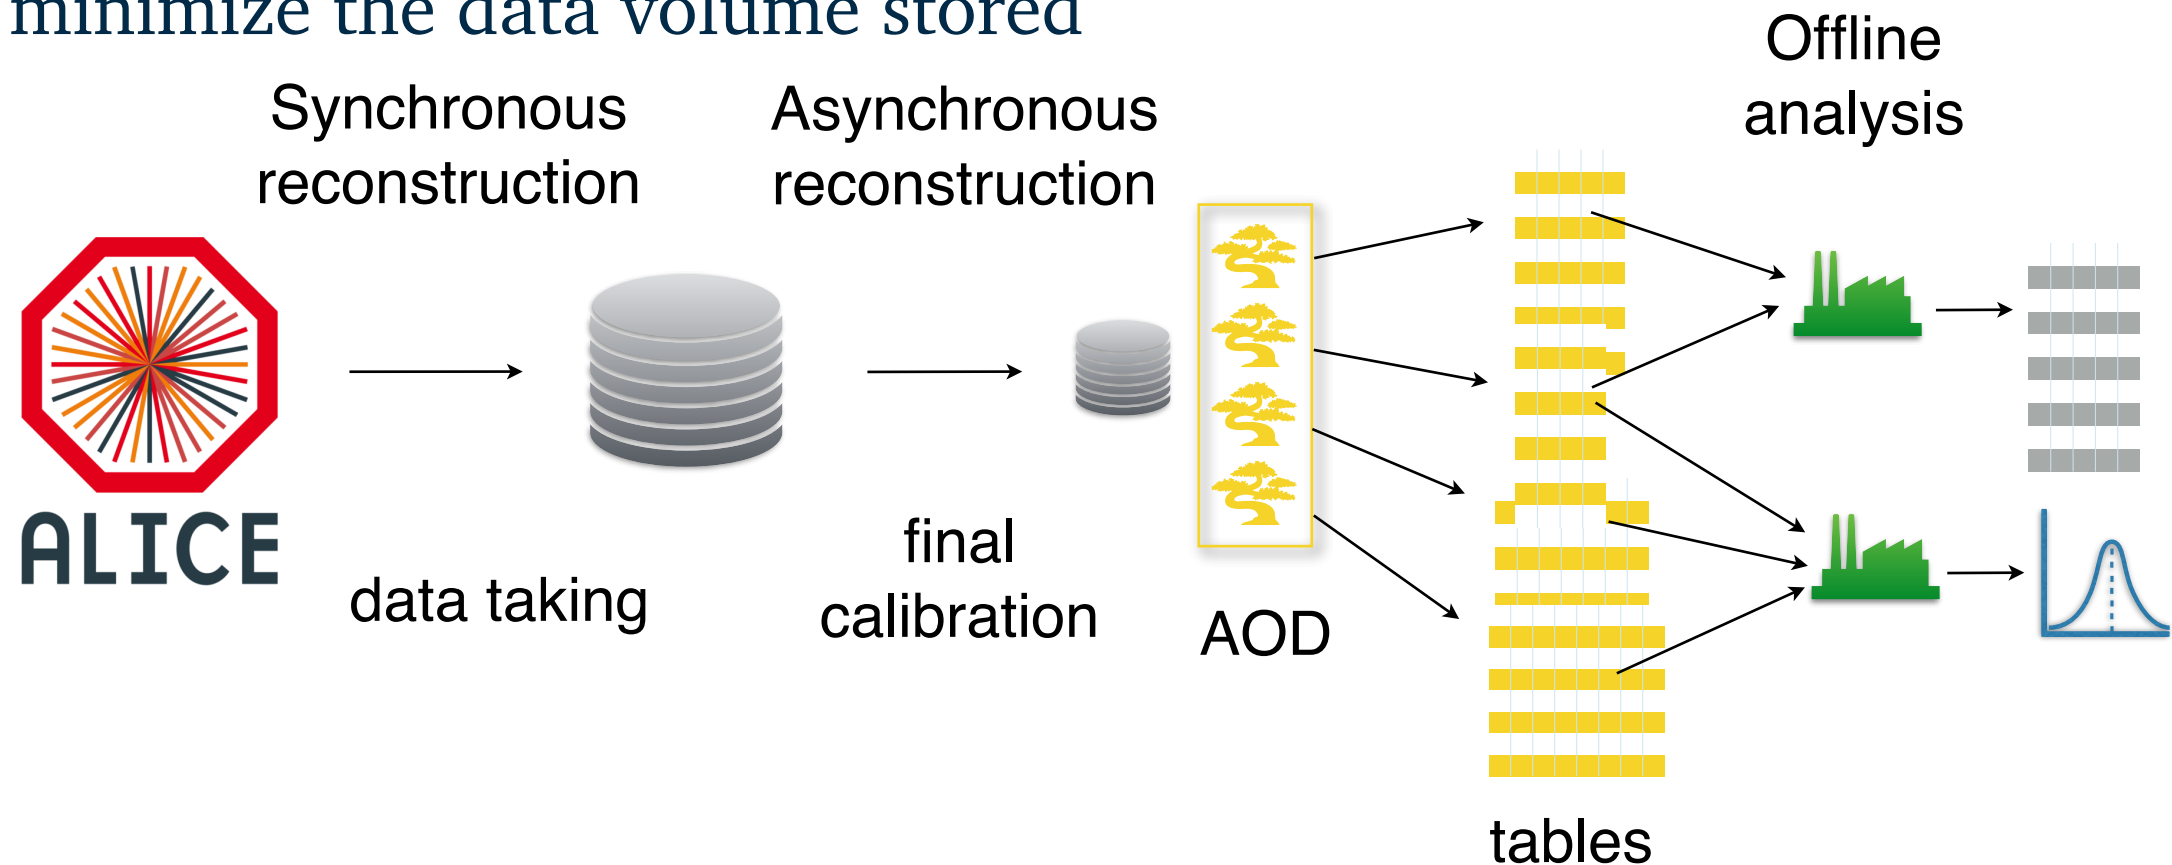 minimize the data volume stored
Synchronous
reconstruction
Asynchronous
reconstruction
Offline
analysis
ALICE
data taking
final
calibration
AOD
tables